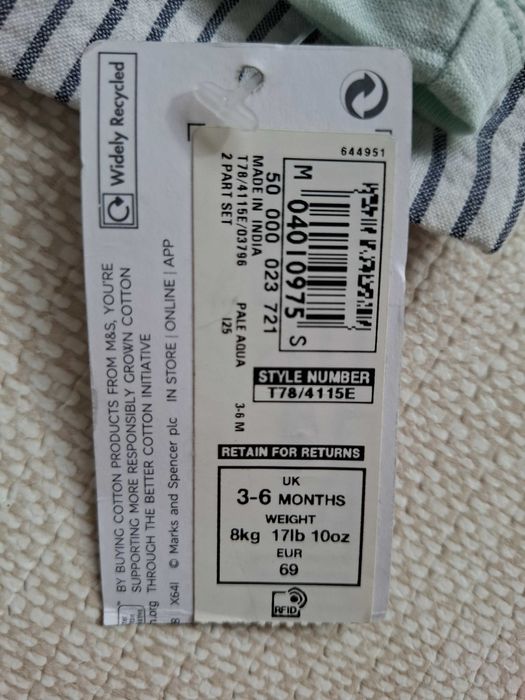 Widely Recycled
BY BUYING COTTON PRODUCTS FROM M&S, YOU'RE
SUPPORTING MORE RESPONSIBLY GROWN COTTON
THROUGH THE BETTER COTTON INITIATIVE
X64I © Marks and Spencer plc IN STORE | ONLINE | APP
644951
M 04010975 S
50 000 023 721
MADE IN INDIA
T78/4115E/03796 PALE AQUA 3-6 M
2 PART SET I25
STYLE NUMBER
T78/4115E
RETAIN FOR RETURNS
UK
3-6 MONTHS
WEIGHT
8kg 17lb 10oz
EUR
69
RFID